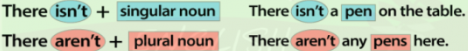 There isn't + singular noun There isn't a pen on the table.
There aren't + plural noun There aren't any pens here.